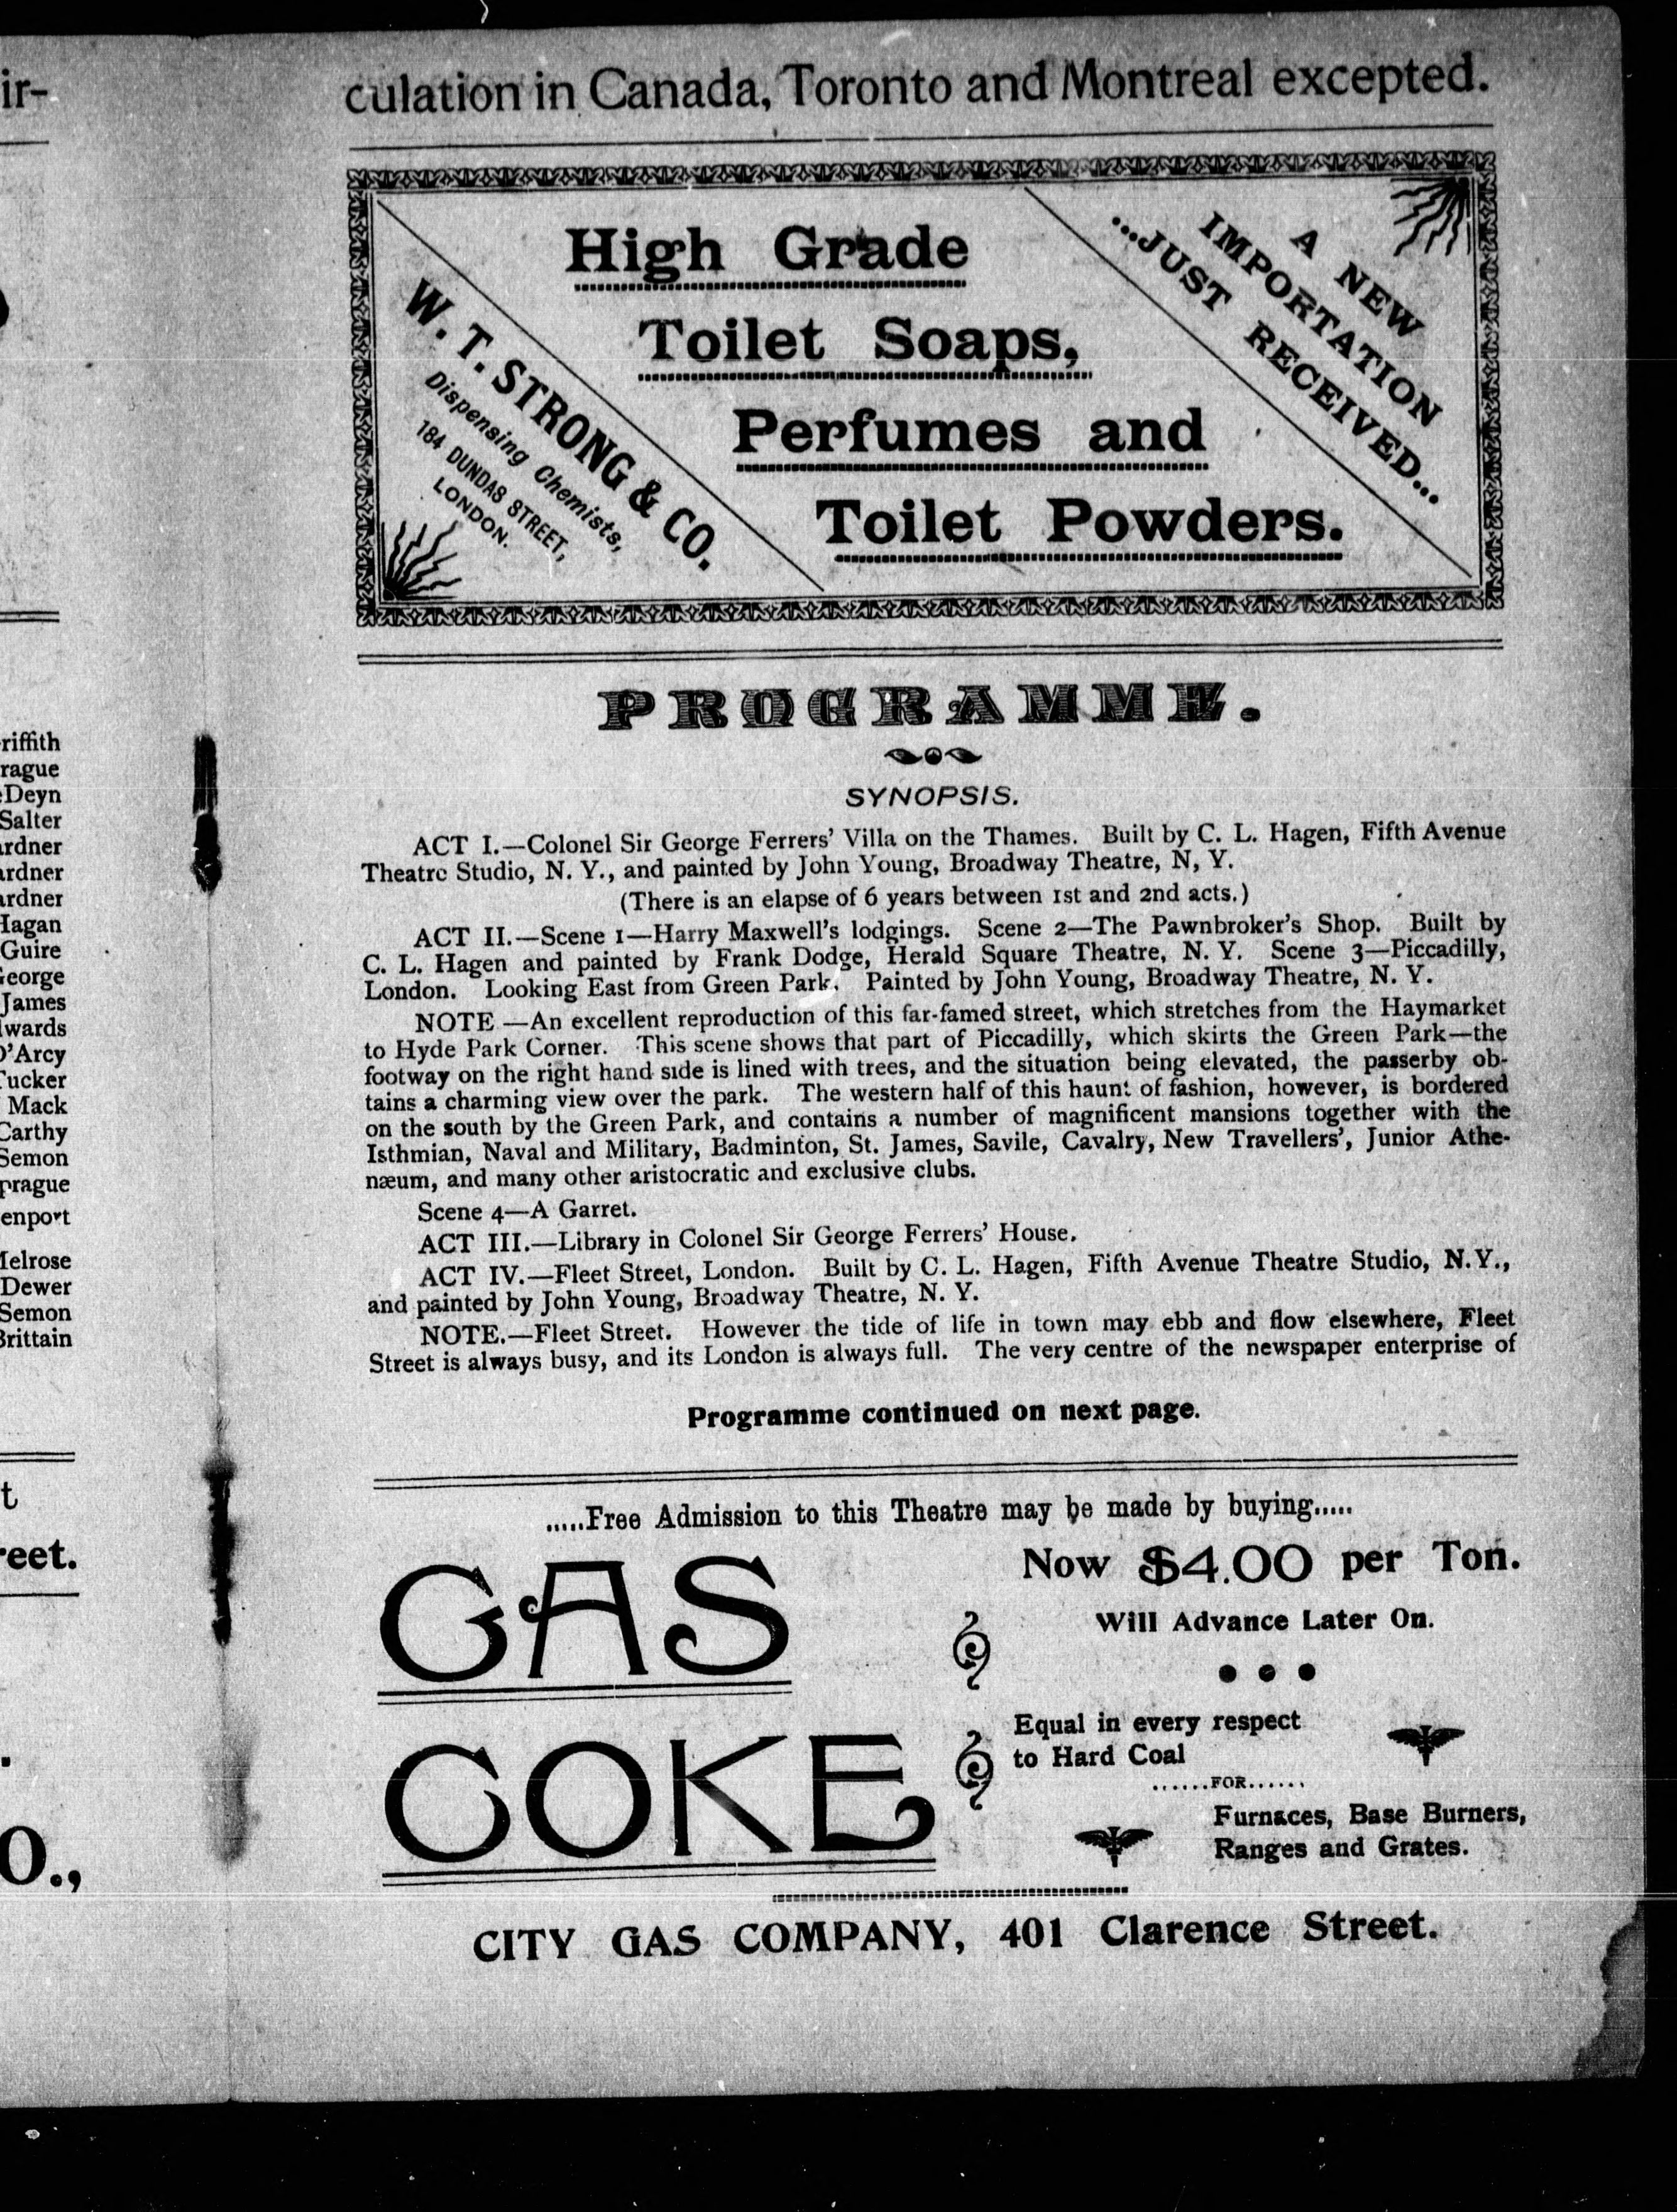 culation in Canada, Toronto and Montreal excepted.
High Grade
Toilet Soaps,
Perfumes and
Toilet Powders.
W. T. STRONG & CO.
Dispensing Chemists,
184 DUNDAS STREET,
LONDON.
A NEW
IMPORTATION
...JUST RECEIVED...
PROGRAMME.
SYNOPSIS.
ACT I.—Colonel Sir George Ferrers' Villa on the Thames. Built by C. L. Hagen, Fifth Avenue
Theatre Studio, N. Y., and painted by John Young, Broadway Theatre, N, Y.
(There is an elapse of 6 years between 1st and 2nd acts.)
ACT II.—Scene 1—Harry Maxwell's lodgings. Scene 2—The Pawnbroker's Shop. Built by
C. L. Hagen and painted by Frank Dodge, Herald Square Theatre, N. Y. Scene 3—Piccadilly,
London. Looking East from Green Park. Painted by John Young, Broadway Theatre, N. Y.
NOTE —An excellent reproduction of this far-famed street, which stretches from the Haymarket
to Hyde Park Corner. This scene shows that part of Piccadilly, which skirts the Green Park—the
footway on the right hand side is lined with trees, and the situation being elevated, the passerby ob-
tains a charming view over the park. The western half of this haunt of fashion, however, is bordered
on the south by the Green Park, and contains a number of magnificent mansions together with the
Isthmian, Naval and Military, Badminton, St. James, Savile, Cavalry, New Travellers', Junior Athe-
næum, and many other aristocratic and exclusive clubs.
Scene 4—A Garret.
ACT III.—Library in Colonel Sir George Ferrers' House.
ACT IV.—Fleet Street, London. Built by C. L. Hagen, Fifth Avenue Theatre Studio, N.Y.,
and painted by John Young, Broadway Theatre, N. Y.
NOTE.—Fleet Street. However the tide of life in town may ebb and flow elsewhere, Fleet
Street is always busy, and its London is always full. The very centre of the newspaper enterprise of
Programme continued on next page.
.....Free Admission to this Theatre may be made by buying.....
GAS
COKE
Now $4.00 per Ton.
Will Advance Later On.
Equal in every respect
to Hard Coal
......FOR......
Furnaces, Base Burners,
Ranges and Grates.
CITY GAS COMPANY, 401 Clarence Street.